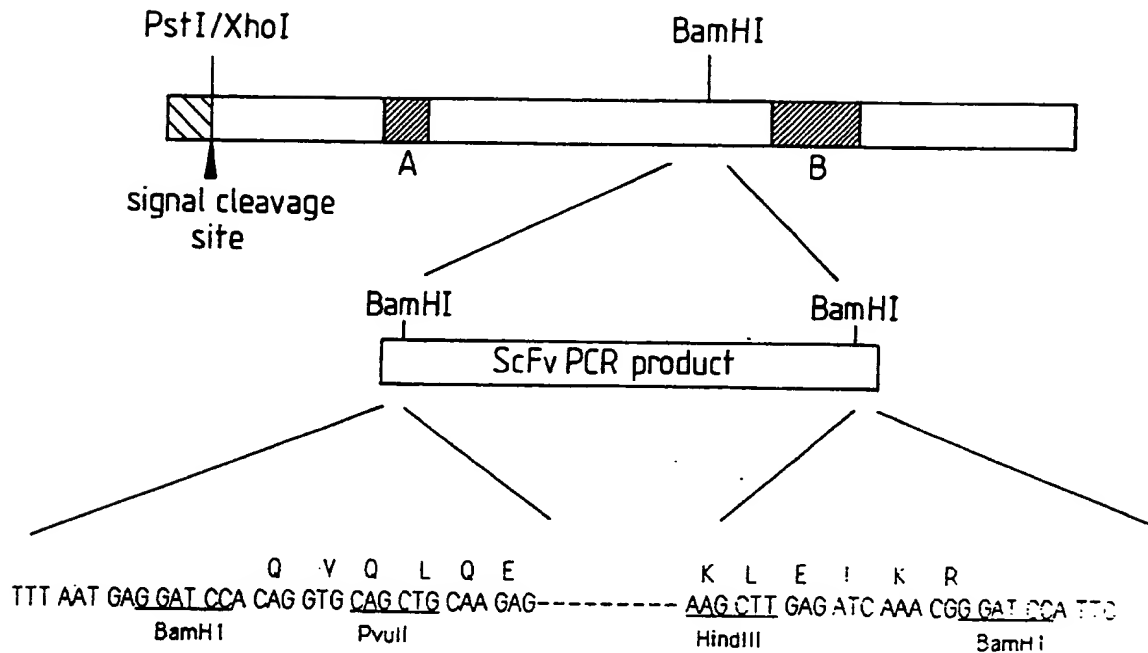 PstI/XhoI BamHI
A B
signal cleavage
site
BamHI BamHI
ScFv PCR product
Q V Q L Q E K L E I K R
TTT AAT GAG GAT CCA CAG GTG CAG CTG CAA GAG---------- AAG CTT GAG ATC AAA CGG GAT CCA TTC
BamHI PvuII HindIII BamHI